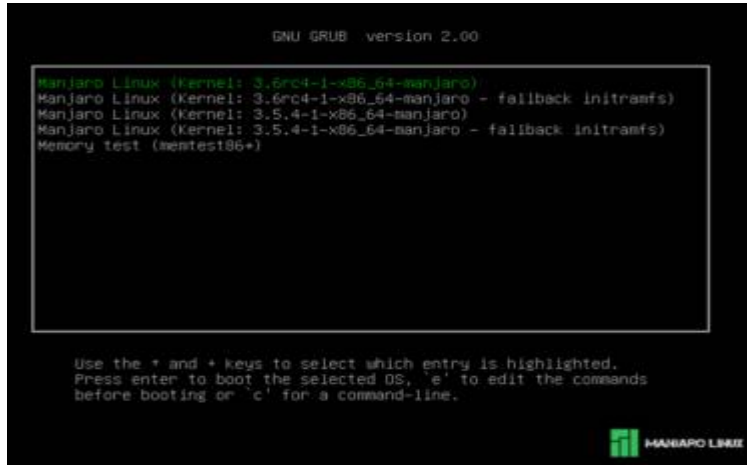 GNU GRUB version 2.00
Manjaro Linux (Kernel: 3.6rc4-1-x86_64-manjaro)
Manjaro Linux (Kernel: 3.6rc4-1-x86_64-manjaro - fallback initramfs)
Manjaro Linux (Kernel: 3.5.4-1-x86_64-manjaro)
Manjaro Linux (Kernel: 3.5.4-1-x86_64-manjaro - fallback initramfs)
Memory test (memtest86+)
Use the ↑ and ↓ keys to select which entry is highlighted.
Press enter to boot the selected OS, `e' to edit the commands
before booting or `c' for a command-line.
MANJARO LINUX